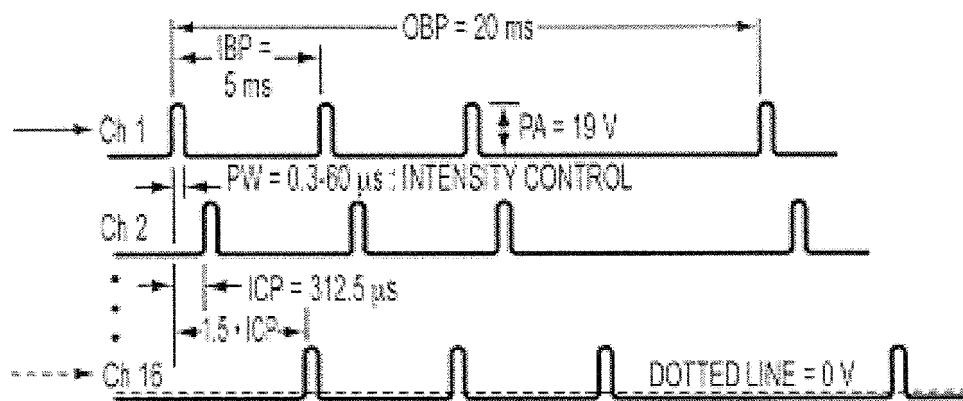 OBP = 20 ms
IBP =
5 ms
Ch 1
PA = 19 V
PW = 0.3-60 µs : INTENSITY CONTROL
Ch 2
ICP = 312.5 µs
1.5 • ICP
Ch 16
DOTTED LINE = 0 V